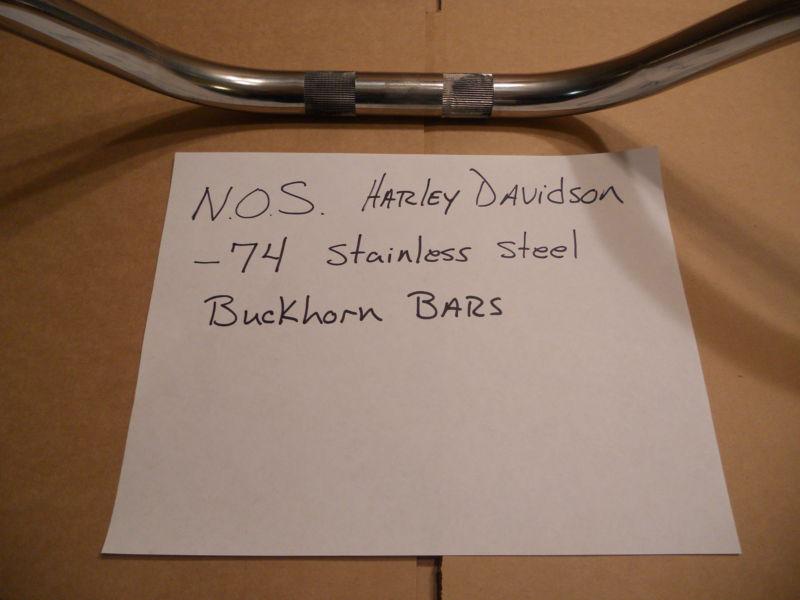 N.O.S. HARLEY DAVIDSON
-74 Stainless Steel
Buckhorn BARS